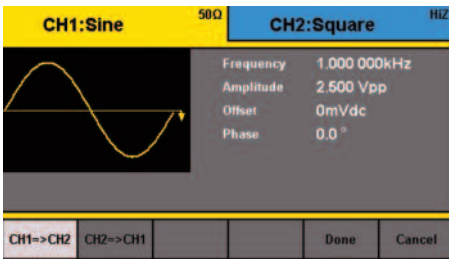 CH1:Sine 50Ω CH2:Square HiZ
Frequency 1.000 000kHz
Amplitude 2.500 Vpp
Offset 0mVdc
Phase 0.0 °
CH1=>CH2 CH2=>CH1 Done Cancel